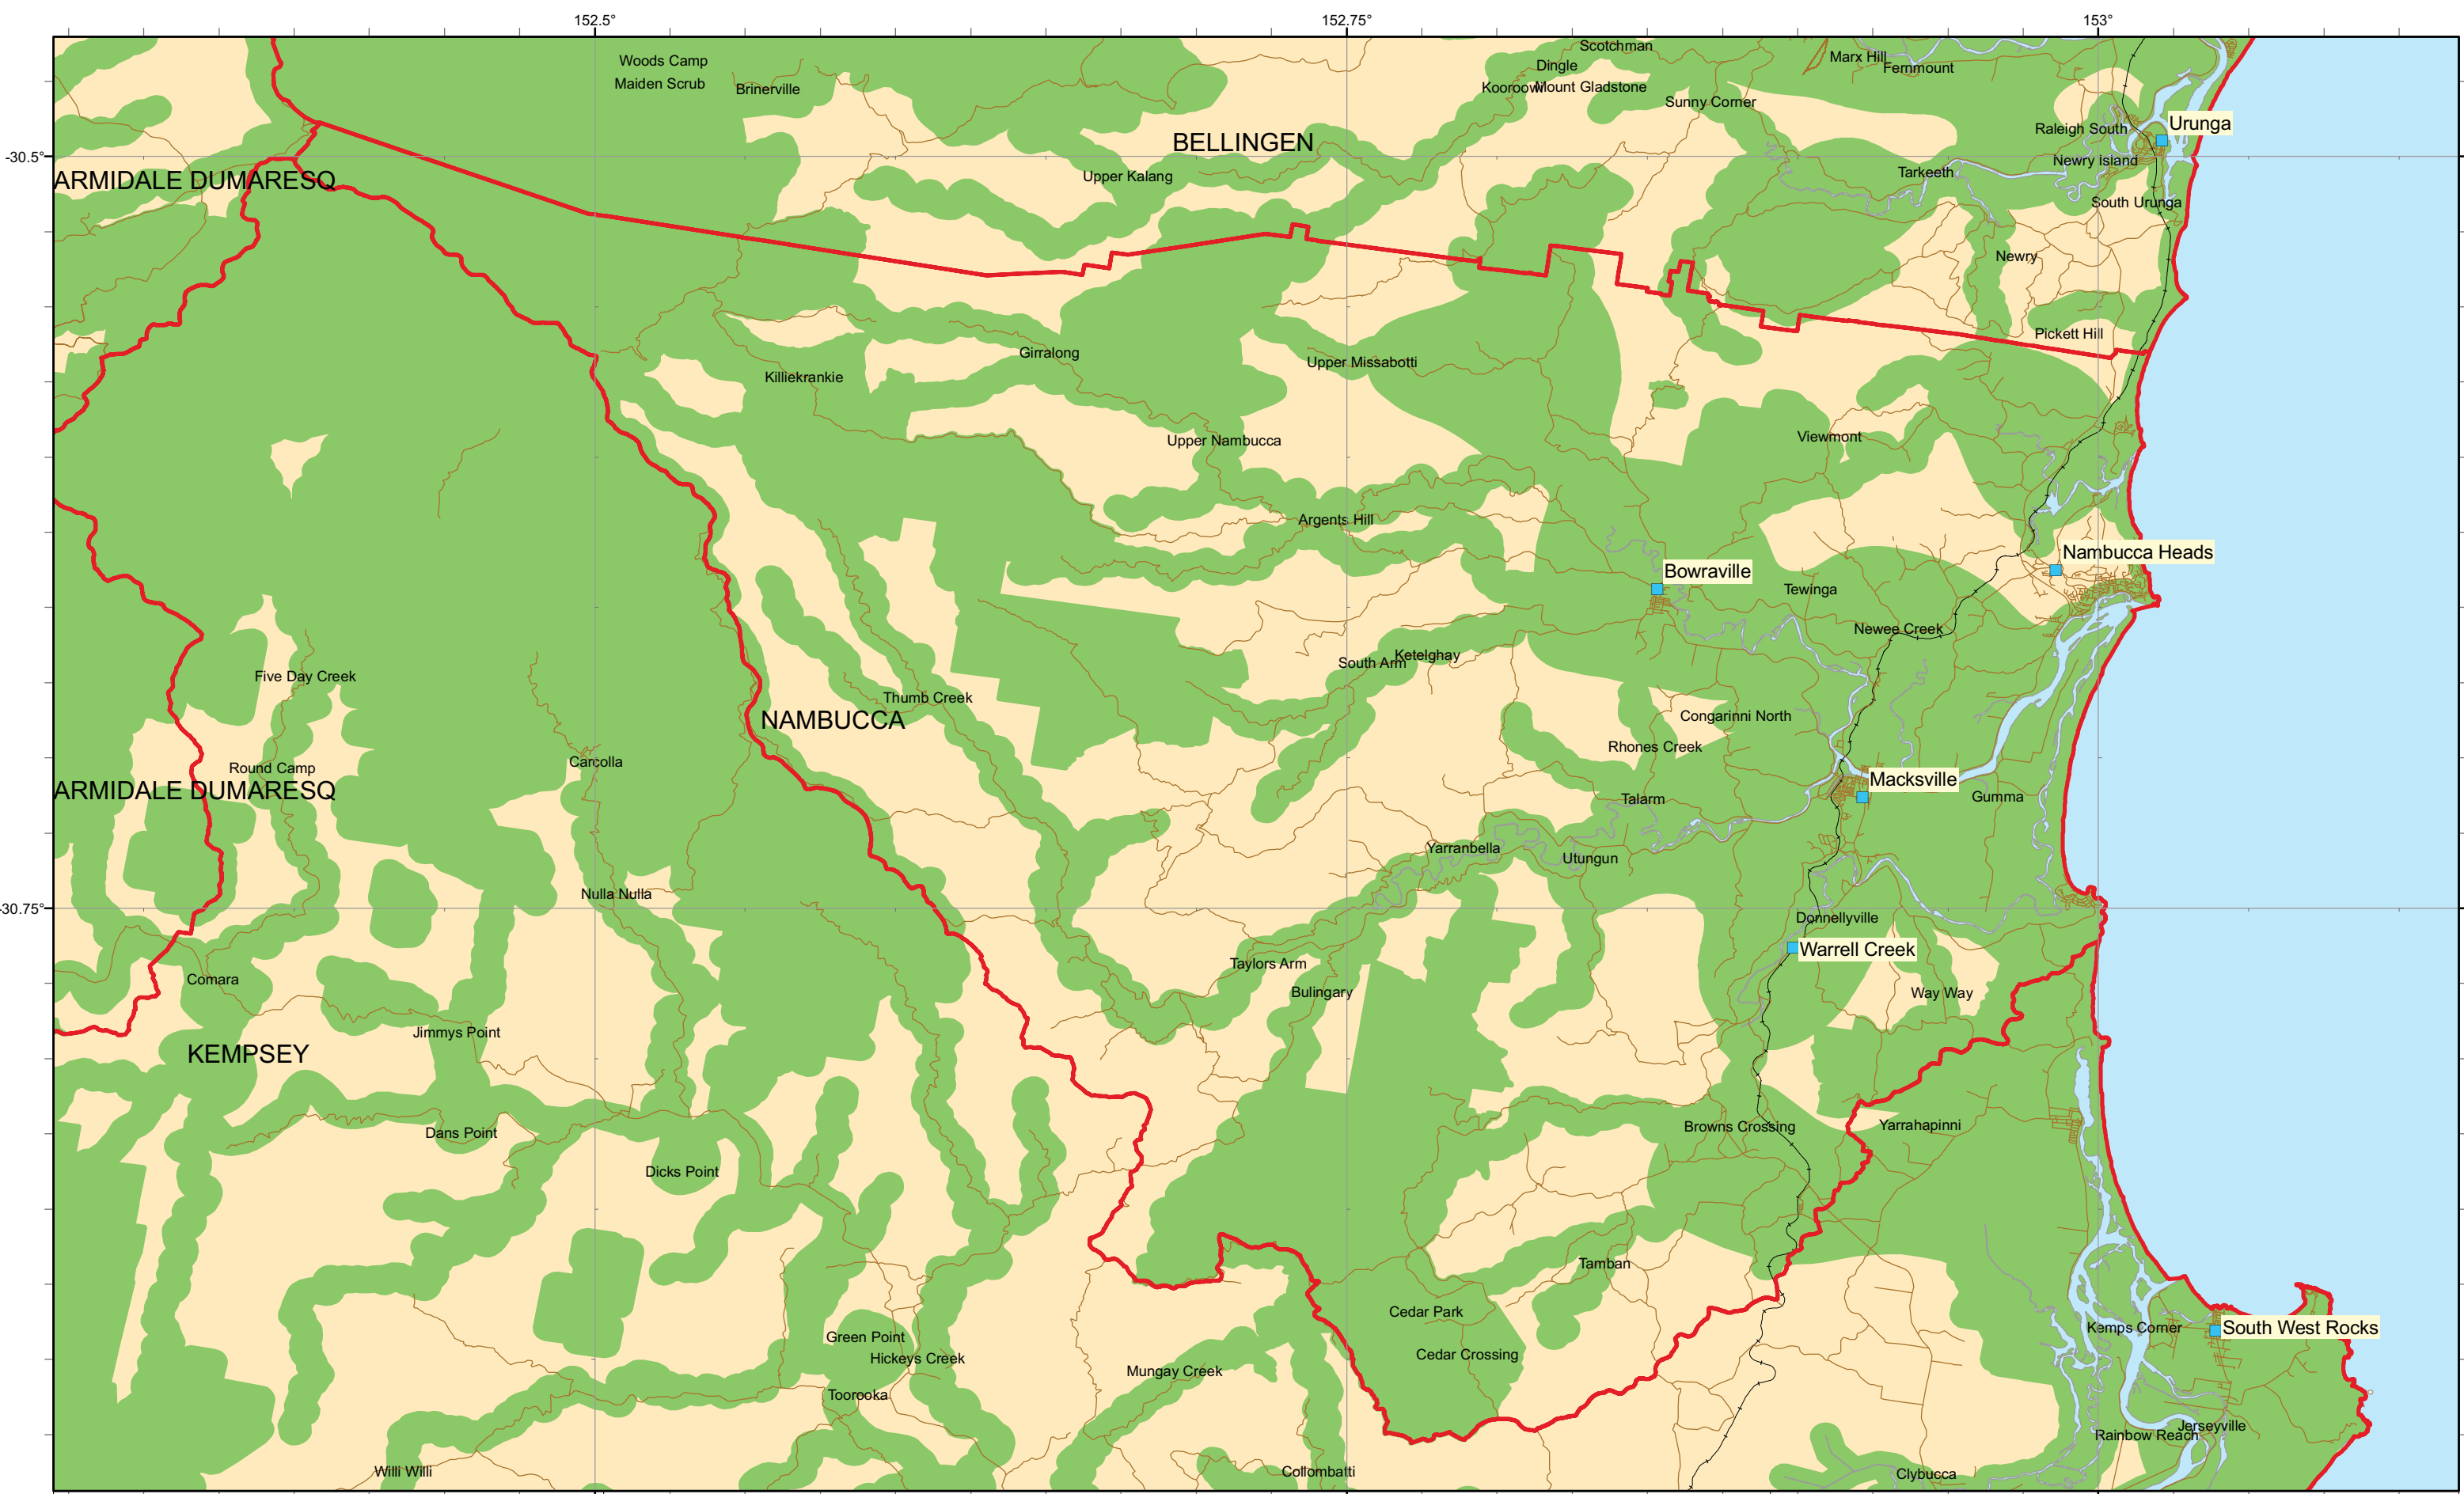 152.5°
152.75°
153°
Scotchman
Woods Camp
Marx Hill
Dingle
Fernmount
Maiden Scrub
Brinerville
Kooroowi
Mount Gladstone
Sunny Corner
Urunga
Raleigh South
BELLINGEN
-30.5°
Newry Island
Tarkeeth
Upper Kalang
ARMIDALE DUMARESQ
South Urunga
Newry
Pickett Hill
Girralong
Upper Missabotti
Killiekrankie
Viewmont
Upper Nambucca
Argents Hill
Nambucca Heads
Bowraville
Tewinga
Newee Creek
Ketelghay
South Arm
Five Day Creek
Thumb Creek
Congarinni North
NAMBUCCA
Rhones Creek
Carcolla
Round Camp
Macksville
ARMIDALE DUMARESQ
Talarm
Gumma
Yarranbella
Utungun
Nulla Nulla
-30.75°
Donnellyville
Warrell Creek
Taylors Arm
Comara
Bulingary
Way Way
Jimmys Point
KEMPSEY
Yarrahapinni
Browns Crossing
Dans Point
Dicks Point
Tamban
Cedar Park
Kemps Corner
South West Rocks
Green Point
Cedar Crossing
Hickeys Creek
Mungay Creek
Toorooka
Jerseyville
Rainbow Reach
Willi Willi
Collombatti
Clybucca